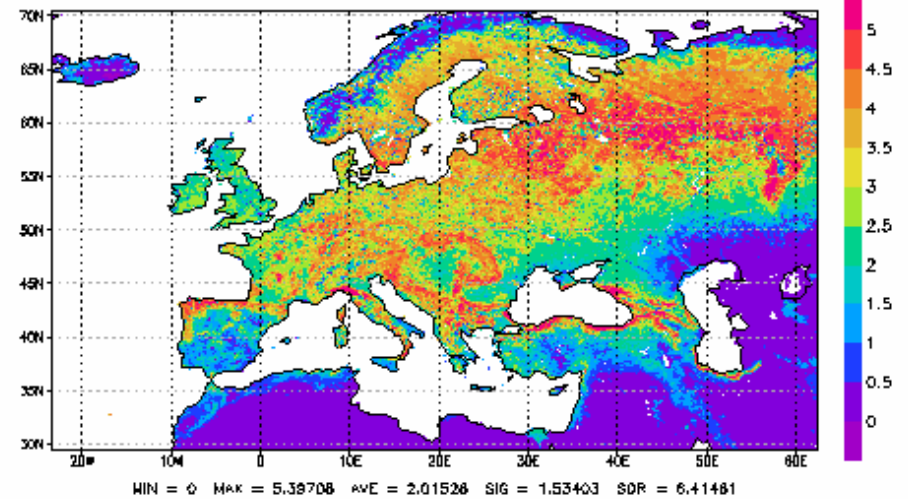 70N
65N
60N
55N
50N
45N
40N
35N
30N
20W 10W 0 10E 20E 30E 40E 50E 60E
5
4.5
4
3.5
3
2.5
2
1.5
1
0.5
0
MIN = 0 MAX = 5.39708 AVE = 2.01528 SIG = 1.53403 SOR = 6.41461